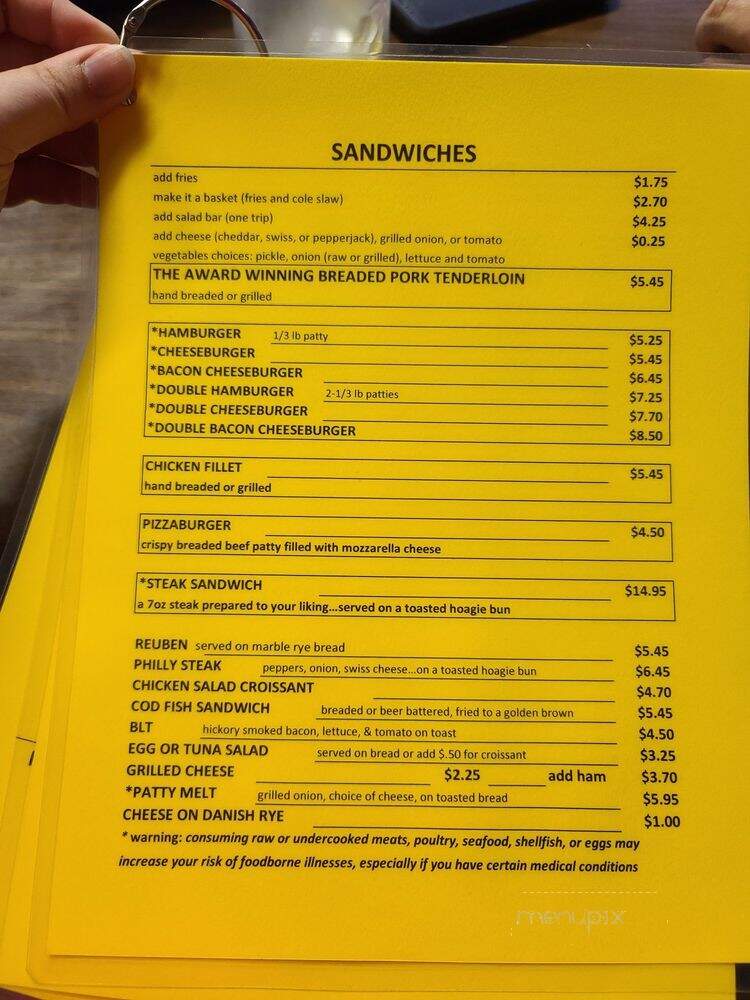 SANDWICHES
add fries $1.75
make it a basket (fries and cole slaw) $2.70
add salad bar (one trip) $4.25
add cheese (cheddar, swiss, or pepperjack), grilled onion, or tomato $0.25
vegetables choices: pickle, onion (raw or grilled), lettuce and tomato
THE AWARD WINNING BREADED PORK TENDERLOIN $5.45
hand breaded or grilled
*HAMBURGER 1/3 lb patty $5.25
*CHEESEBURGER $5.45
*BACON CHEESEBURGER $6.45
*DOUBLE HAMBURGER 2-1/3 lb patties $7.25
*DOUBLE CHEESEBURGER $7.70
*DOUBLE BACON CHEESEBURGER $8.50
CHICKEN FILLET $5.45
hand breaded or grilled
PIZZABURGER $4.50
crispy breaded beef patty filled with mozzarella cheese
*STEAK SANDWICH $14.95
a 7oz steak prepared to your liking...served on a toasted hoagie bun
REUBEN served on marble rye bread $5.45
PHILLY STEAK peppers, onion, swiss cheese...on a toasted hoagie bun $6.45
CHICKEN SALAD CROISSANT $4.70
COD FISH SANDWICH breaded or beer battered, fried to a golden brown $5.45
BLT hickory smoked bacon, lettuce, & tomato on toast $4.50
EGG OR TUNA SALAD served on bread or add $.50 for croissant $3.25
GRILLED CHEESE $2.25 add ham $3.70
*PATTY MELT grilled onion, choice of cheese, on toasted bread $5.95
CHEESE ON DANISH RYE $1.00
* warning: consuming raw or undercooked meats, poultry, seafood, shellfish, or eggs may
increase your risk of foodborne illnesses, especially if you have certain medical conditions
menupix